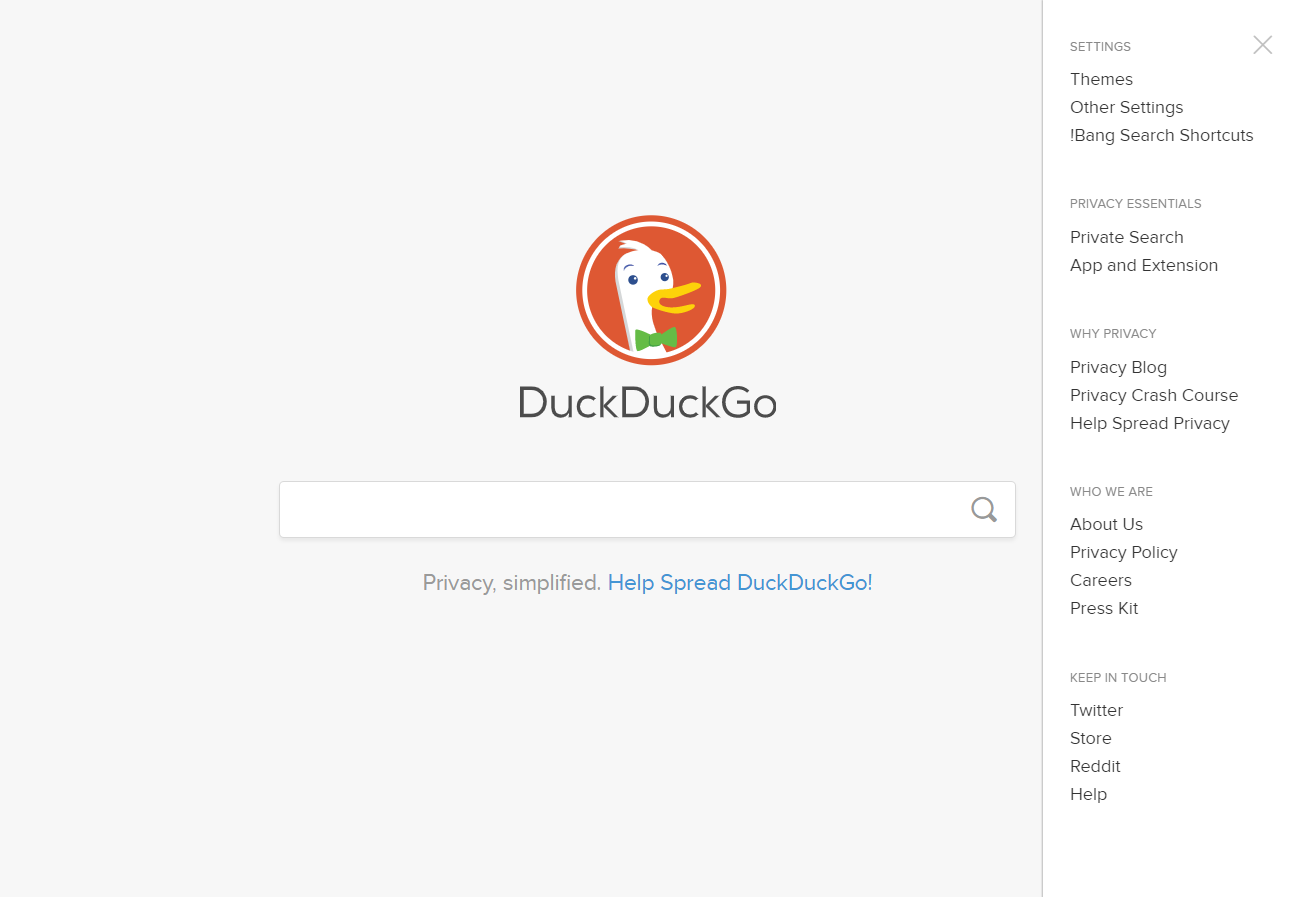 DuckDuckGo
Privacy, simplified. Help Spread DuckDuckGo!
SETTINGS
Themes
Other Settings
!Bang Search Shortcuts
PRIVACY ESSENTIALS
Private Search
App and Extension
WHY PRIVACY
Privacy Blog
Privacy Crash Course
Help Spread Privacy
WHO WE ARE
About Us
Privacy Policy
Careers
Press Kit
KEEP IN TOUCH
Twitter
Store
Reddit
Help